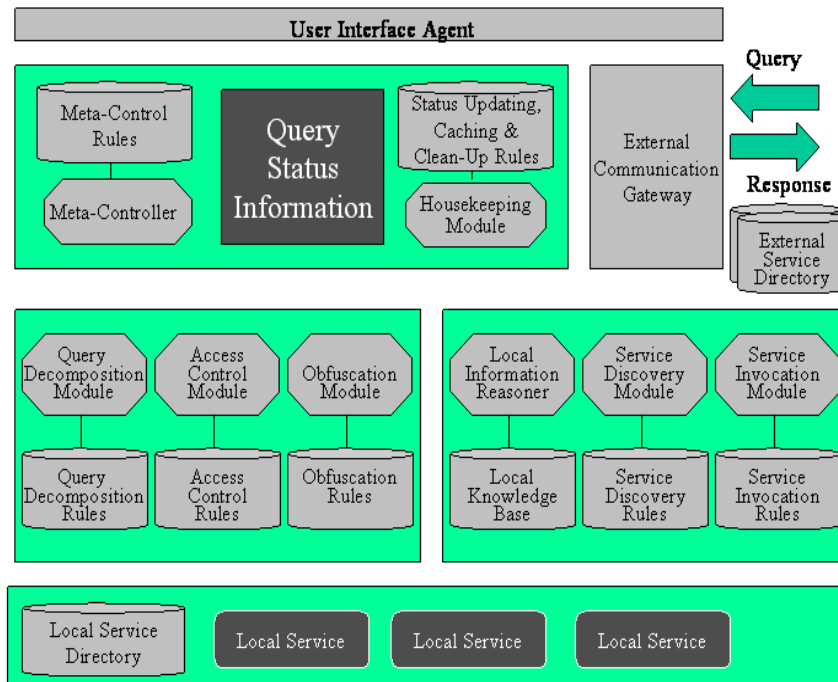 User Interface Agent
Query
Meta-Control
Rules
Meta-Controller
Query
Status
Information
Status Updating,
Caching &
Clean-Up Rules
Housekeeping
Module
External
Communication
Gateway
Response
External
Service
Directory
Query
Decomposition
Module
Access
Control
Module
Obfuscation
Module
Local
Information
Reasoner
Service
Discovery
Module
Service
Invocation
Module
Query
Decomposition
Rules
Access
Control
Rules
Obfuscation
Rules
Local
Knowledge
Base
Service
Discovery
Rules
Service
Invocation
Rules
Local Service
Directory
Local Service
Local Service
Local Service